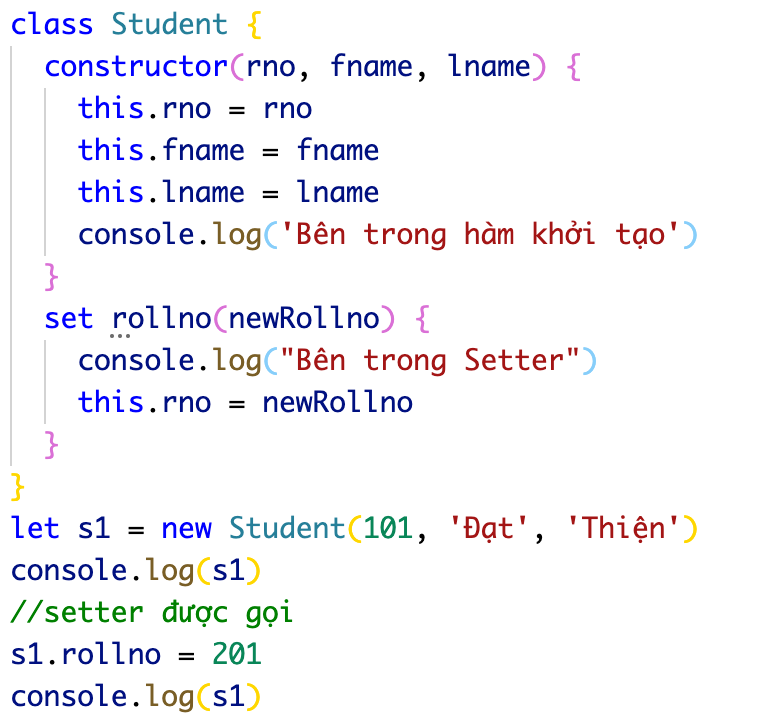 class Student {
  constructor(rno, fname, lname) {
    this.rno = rno
    this.fname = fname
    this.lname = lname
    console.log('Bên trong hàm khởi tạo')
  }
  set rollno(newRollno) {
    console.log("Bên trong Setter")
    this.rno = newRollno
  }
}
let s1 = new Student(101, 'Đạt', 'Thiện')
console.log(s1)
//setter được gọi
s1.rollno = 201
console.log(s1)